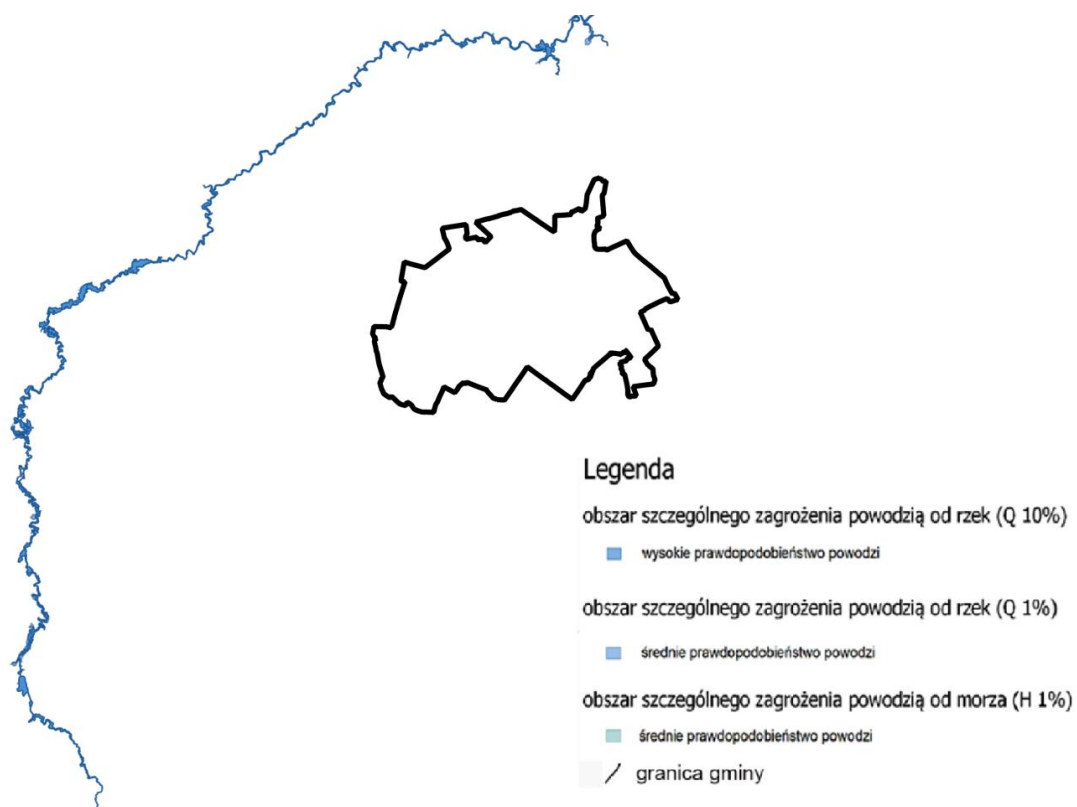 Legenda
obszar szczególnego zagrożenia powodzią od rzek (Q 10%)
wysokie prawdopodobieństwo powodzi
obszar szczególnego zagrożenia powodzią od rzek (Q 1%)
średnie prawdopodobieństwo powodzi
obszar szczególnego zagrożenia powodzią od morza (H 1%)
średnie prawdopodobieństwo powodzi
granica gminy